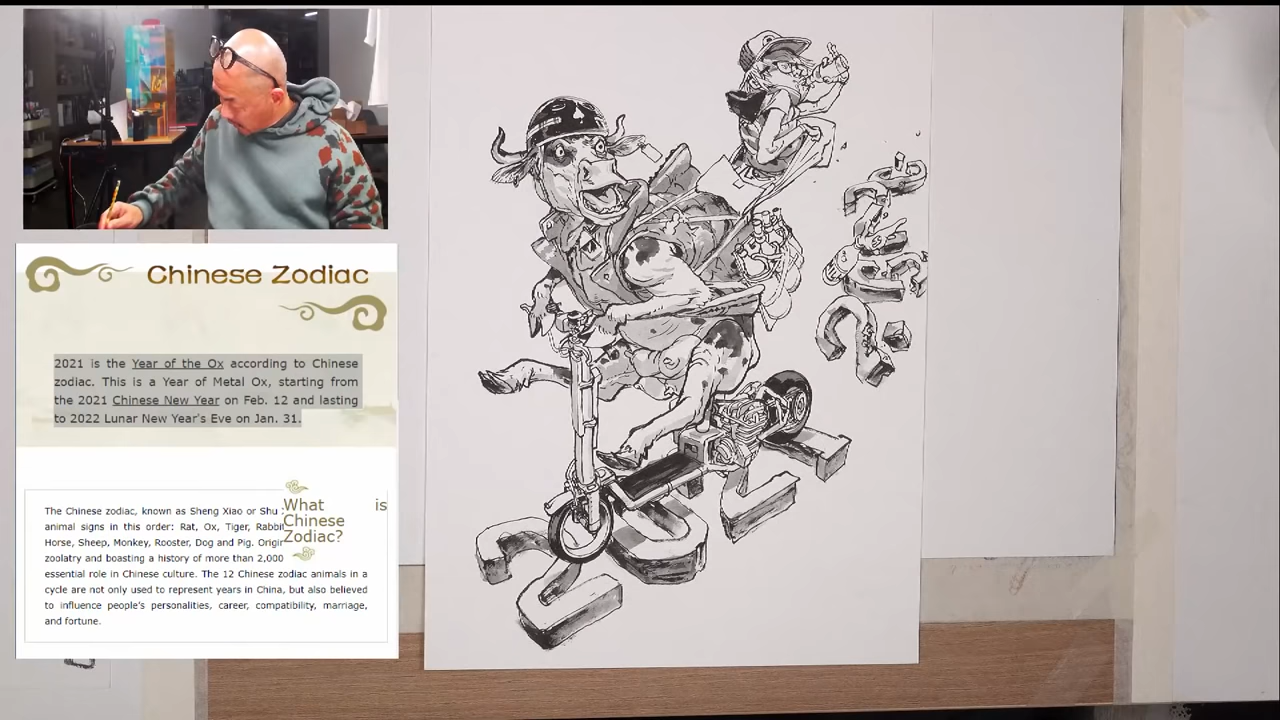 Chinese Zodiac
2021 is the Year of the Ox according to Chinese
zodiac. This is a Year of Metal Ox, starting from
the 2021 Chinese New Year on Feb. 12 and lasting
to 2022 Lunar New Year's Eve on Jan. 31.
What is
Chinese
Zodiac?
The Chinese zodiac, known as Sheng Xiao or Shu
animal signs in this order: Rat, Ox, Tiger,
Horse, Sheep, Monkey, Rooster, Dog and Pig.
zoolatry and boasting a history of more than 2,000
essential role in Chinese culture. The 12 Chinese zodiac animals in a
cycle are not only used to represent years in China, but also believed
to influence people's personalities, career, compatibility, marriage,
and fortune.
2021